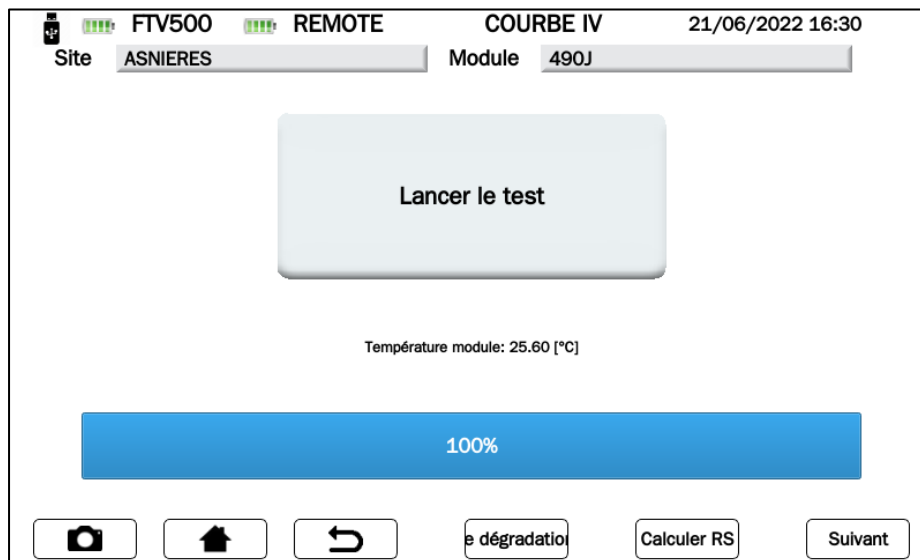 FTV500 REMOTE COURBE IV 21/06/2022 16:30
Site ASNIERES Module 490J
Lancer le test
Température module: 25.60 [°C]
100%
e dégradation Calculer RS Suivant